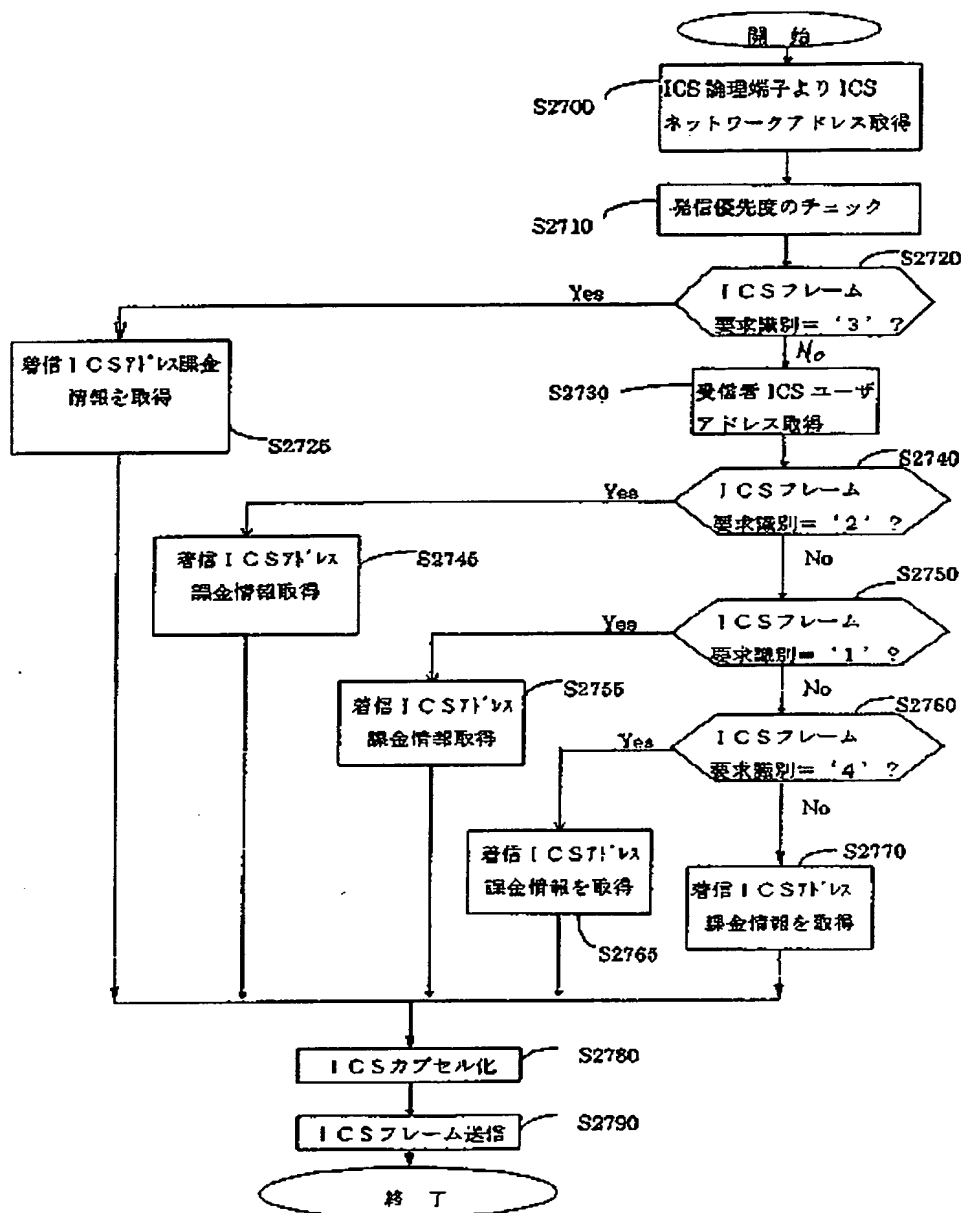 開 始
S2700
ICS論理端子よりICS
ネットワークアドレス取得
S2710
発信優先度のチェック
S2720
ICSフレーム
要求識別＝‘3’？
Yes
No
着信ICSアドレス課金
情報を取得
S2725
S2730
受信者ICSユーザ
アドレス取得
S2740
ICSフレーム
要求識別＝‘2’？
Yes
No
着信ICSアドレス
課金情報取得
S2745
S2750
ICSフレーム
要求識別＝‘1’？
Yes
No
着信ICSアドレス
課金情報取得
S2755
S2760
ICSフレーム
要求識別＝‘4’？
Yes
No
着信ICSアドレス
課金情報を取得
S2765
S2770
着信ICSアドレス
課金情報を取得
ICSカプセル化
S2780
ICSフレーム送信
S2790
終 了